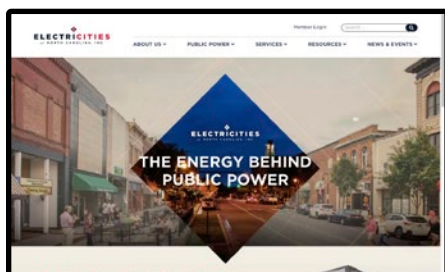 Member Login
Search
ELECTRICITIES
of NORTH CAROLINA, INC
ABOUT US
PUBLIC POWER
SERVICES
RESOURCES
NEWS & EVENTS
ELECTRICITIES
of NORTH CAROLINA, INC
THE ENERGY BEHIND
PUBLIC POWER